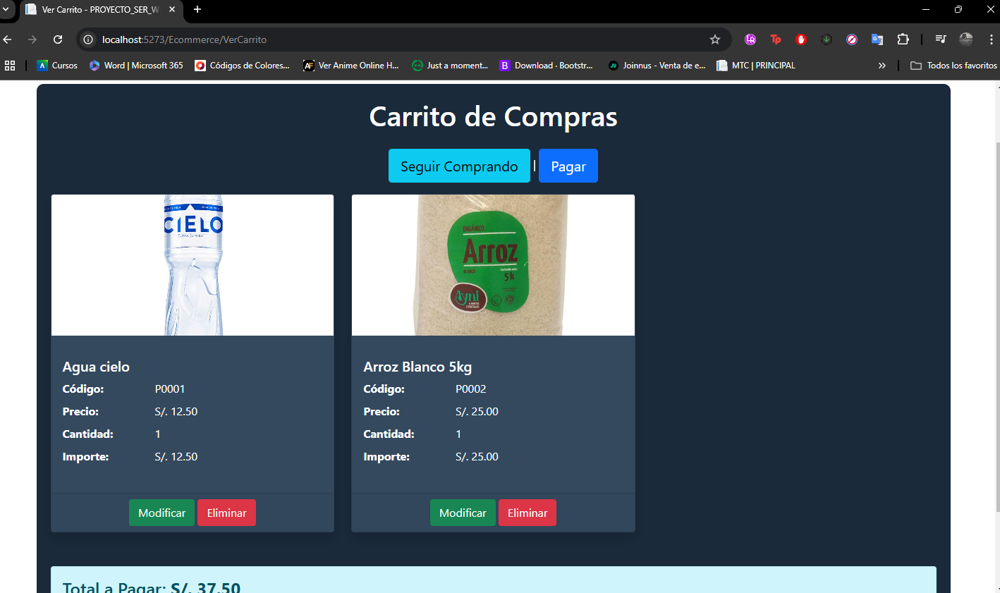 Ver Carrito - PROYECTO_SER_W
localhost:5273/Ecommerce/VerCarrito
Cursos
Word | Microsoft 365
Códigos de Colores...
Ver Anime Online H...
Just a moment...
Download · Bootstr...
Joinnus - Venta de e...
MTC | PRINCIPAL
Todos los favoritos
Carrito de Compras
Seguir Comprando | Pagar
CIELO
ORGÁNICO
Arroz
BLANCO
5 k
Ayni
Agua cielo
Código: P0001
Precio: S/. 12.50
Cantidad: 1
Importe: S/. 12.50
Modificar Eliminar
Arroz Blanco 5kg
Código: P0002
Precio: S/. 25.00
Cantidad: 1
Importe: S/. 25.00
Modificar Eliminar
Total a Pagar: S/. 37.50